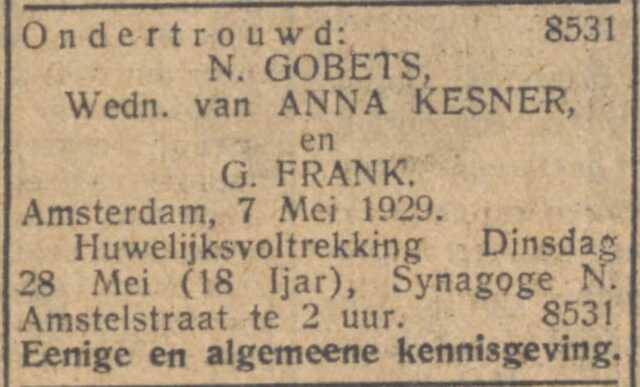 Ondertrouwd: 8531
N. GOBETS,
Wedn. van ANNA KESNER,
en
G. FRANK.
Amsterdam, 7 Mei 1929.
Huwelijksvoltrekking Dinsdag
28 Mei (18 Ijar), Synagoge N.
Amstelstraat te 2 uur. 8531
Eenige en algemeene kennisgeving.